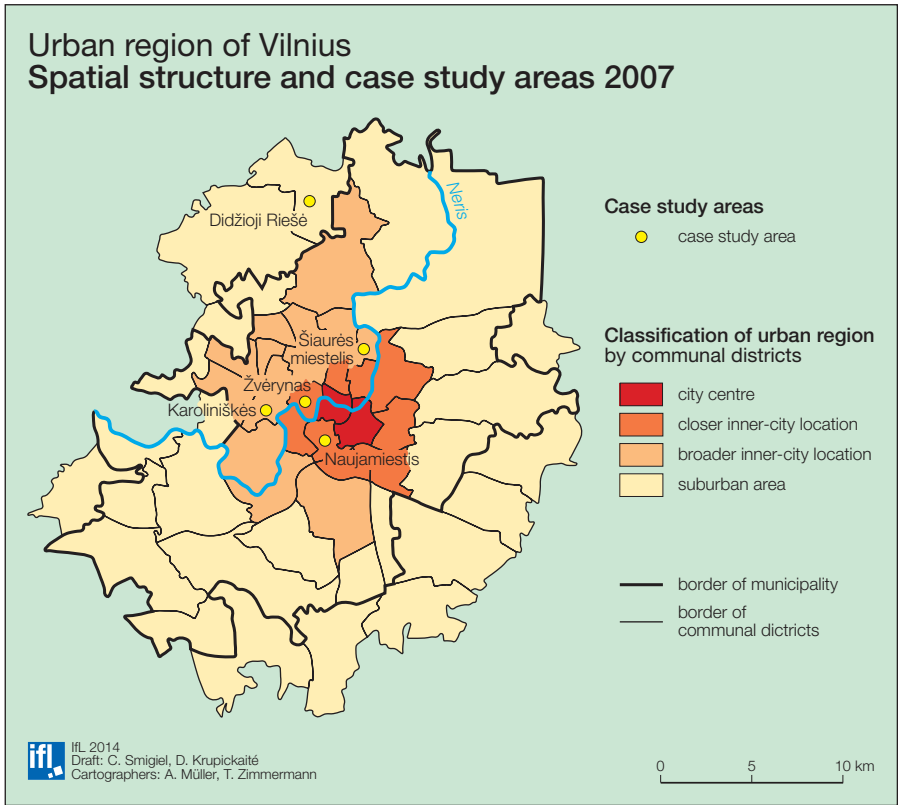 Urban region of Vilnius
Spatial structure and case study areas 2007
Neris
Didžioji Riešė
Šiaurės
miestelis
Žvėrynas
Karoliniškės
Naujamiestis
Case study areas
case study area
Classification of urban region
by communal districts
city centre
closer inner-city location
broader inner-city location
suburban area
border of municipality
border of
communal dictricts
ifl
IfL 2014
Draft: C. Smigiel, D. Krupickaité
Cartographers: A. Müller, T. Zimmermann
0 5 10 km